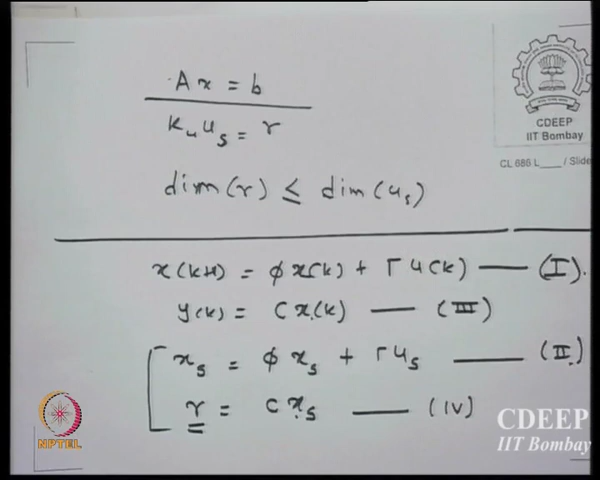 Ax = b
K_u u_s = r
dim(r) ≤ dim(u_s)
x(k+1) = φ x(k) + Γ u(k) — (I).
y(k) = C x(k) — (III)
x_s = φ x_s + Γ u_s — (II)
r = C x_s — (IV)
CDEEP
IIT Bombay
CL 686 L____ / Slide
NPTEL
CDEEP
IIT Bombay